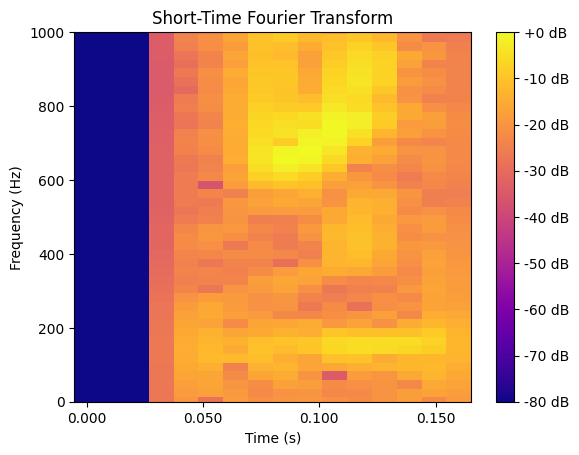 Short-Time Fourier Transform
Frequency (Hz)
1000
800
600
400
200
0
0.000
0.050
0.100
0.150
Time (s)
+0 dB
-10 dB
-20 dB
-30 dB
-40 dB
-50 dB
-60 dB
-70 dB
-80 dB